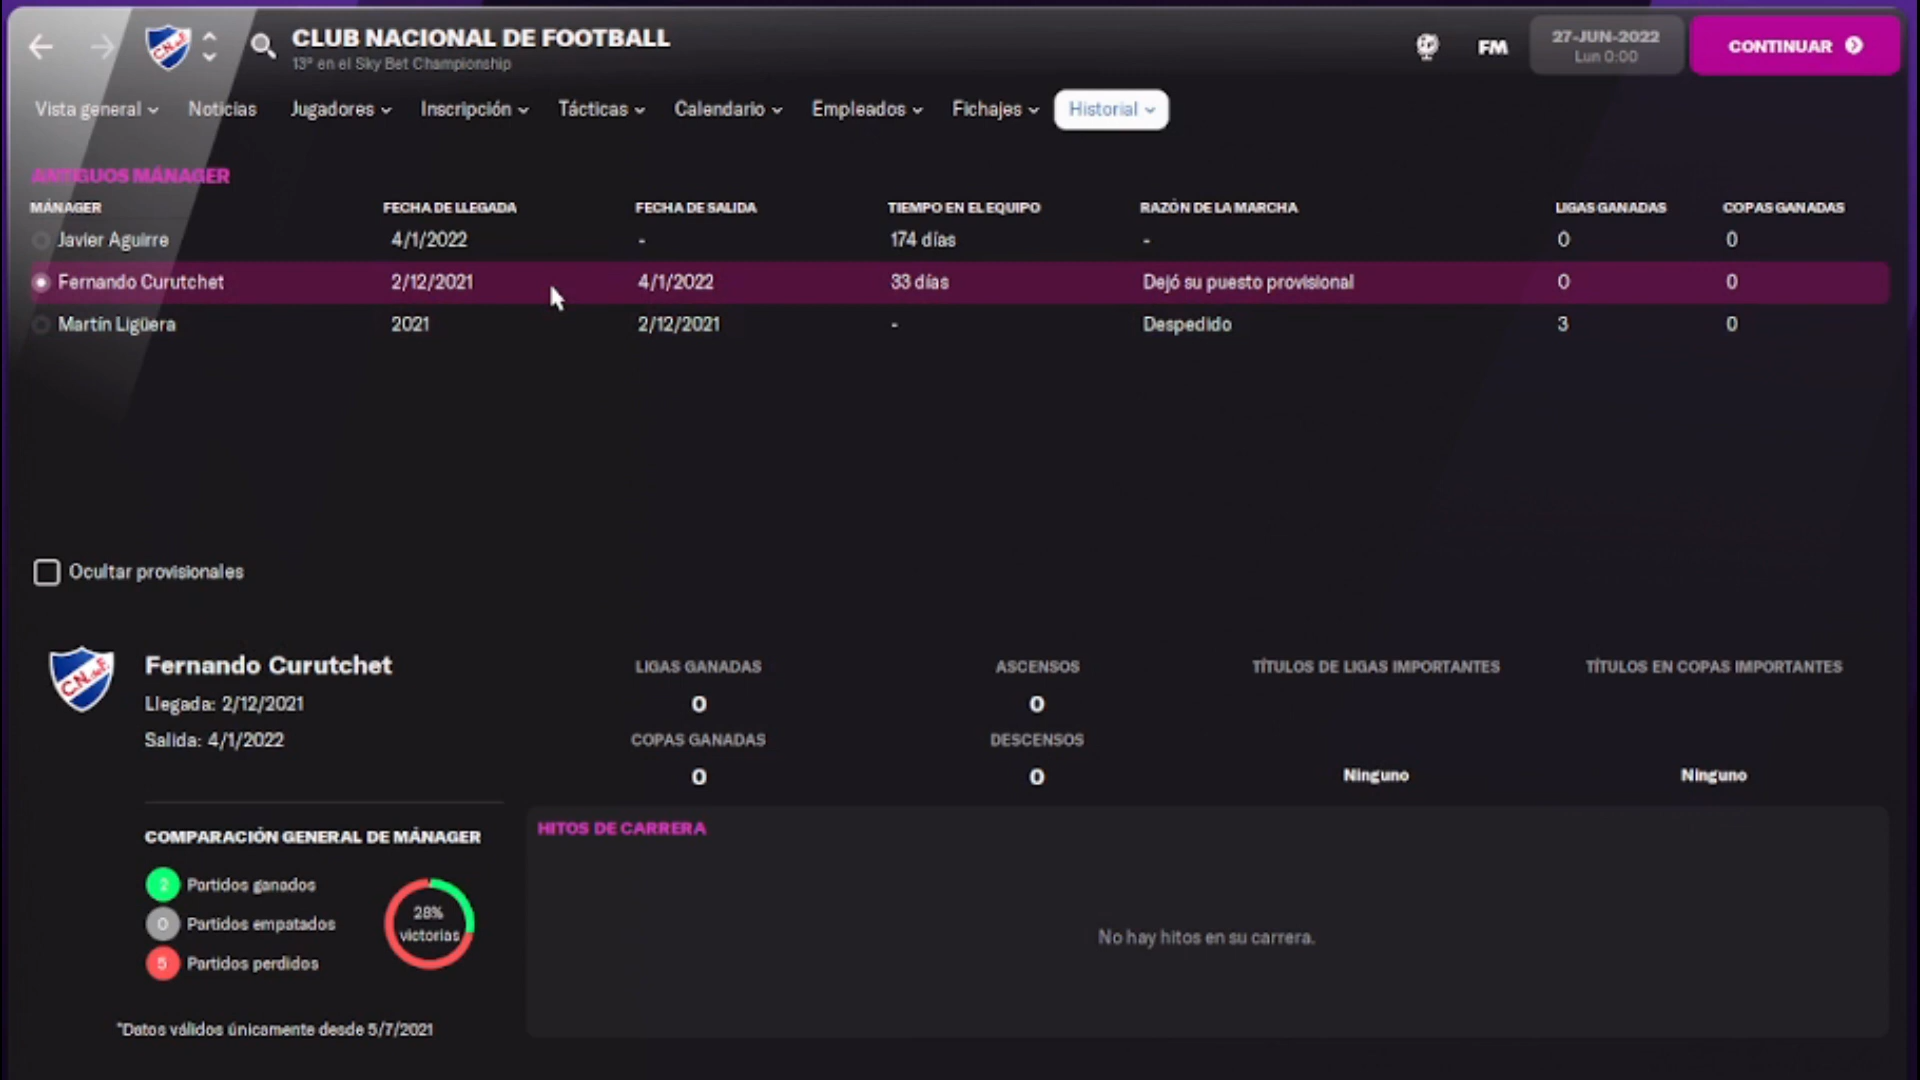 CLUB NACIONAL DE FOOTBALL
13º en el Sky Bet Championship
FM
27-JUN-2022
Lun 0:00
CONTINUAR
Vista general
Noticias
Jugadores
Inscripción
Tácticas
Calendario
Empleados
Fichajes
Historial
ANTIGUOS MÁNAGER
MÁNAGER FECHA DE LLEGADA FECHA DE SALIDA TIEMPO EN EL EQUIPO RAZÓN DE LA MARCHA LIGAS GANADAS COPAS GANADAS
Javier Aguirre 4/1/2022 - 174 días - 0 0
Fernando Curutchet 2/12/2021 4/1/2022 33 días Dejó su puesto provisional 0 0
Martín Ligüera 2021 2/12/2021 - Despedido 3 0
Ocultar provisionales
C.N. de F.
Fernando Curutchet
Llegada: 2/12/2021
Salida: 4/1/2022
LIGAS GANADAS
0
COPAS GANADAS
0
ASCENSOS
0
DESCENSOS
0
TÍTULOS DE LIGAS IMPORTANTES
Ninguno
TÍTULOS EN COPAS IMPORTANTES
Ninguno
COMPARACIÓN GENERAL DE MÁNAGER
2 Partidos ganados
0 Partidos empatados
5 Partidos perdidos
28%
victorias
*Datos válidos únicamente desde 5/7/2021
HITOS DE CARRERA
No hay hitos en su carrera.